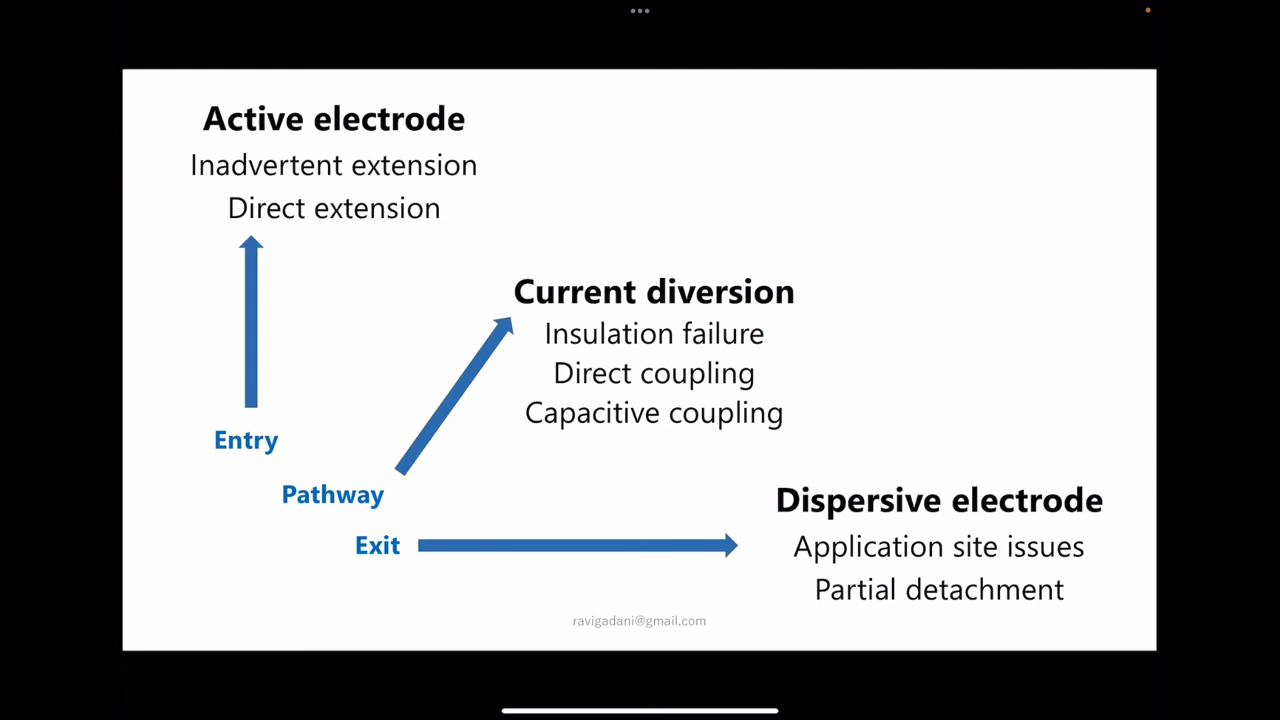 Active electrode
Inadvertent extension
Direct extension
Current diversion
Insulation failure
Direct coupling
Capacitive coupling
Entry
Pathway
Exit
Dispersive electrode
Application site issues
Partial detachment
ravigadani@gmail.com